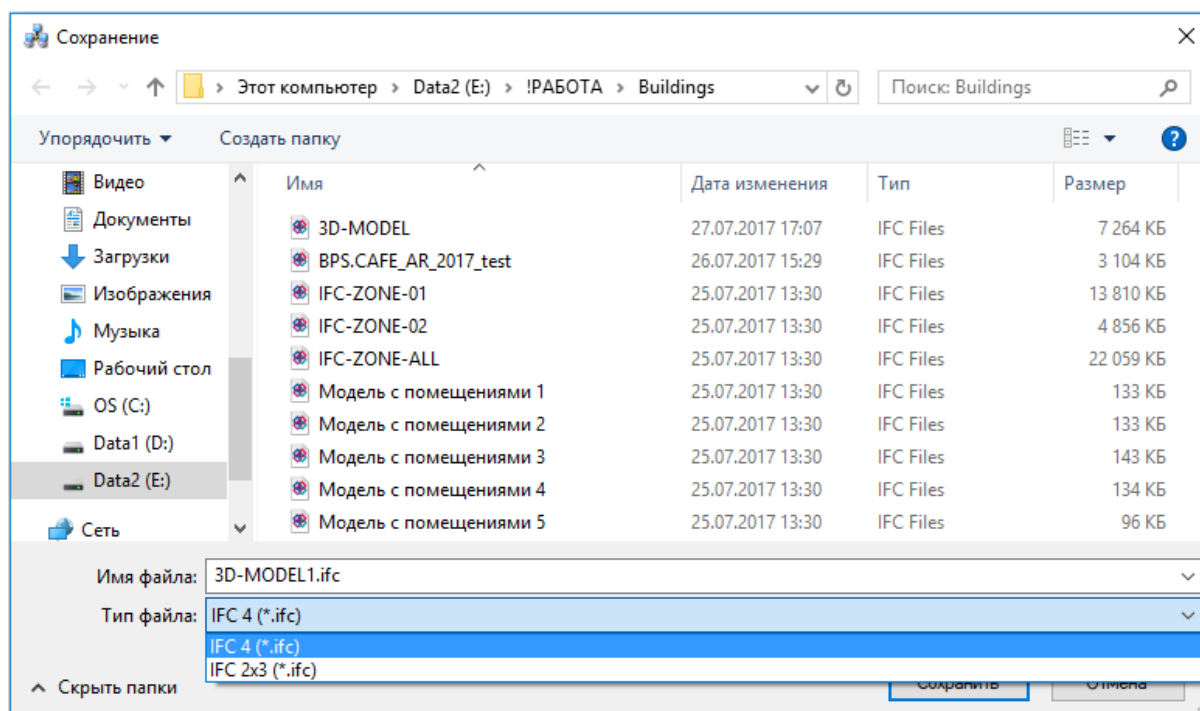 Сохранение
Этот компьютер > Data2 (E:) > !РАБОТА > Buildings
Поиск: Buildings
Упорядочить
Создать папку
Видео
Документы
Загрузки
Изображения
Музыка
Рабочий стол
OS (C:)
Data1 (D:)
Data2 (E:)
Сеть
Имя Дата изменения Тип Размер
3D-MODEL 27.07.2017 17:07 IFC Files 7 264 КБ
BPS.CAFE_AR_2017_test 26.07.2017 15:29 IFC Files 3 104 КБ
IFC-ZONE-01 25.07.2017 13:30 IFC Files 13 810 КБ
IFC-ZONE-02 25.07.2017 13:30 IFC Files 4 856 КБ
IFC-ZONE-ALL 25.07.2017 13:30 IFC Files 22 059 КБ
Модель с помещениями 1 25.07.2017 13:30 IFC Files 133 КБ
Модель с помещениями 2 25.07.2017 13:30 IFC Files 133 КБ
Модель с помещениями 3 25.07.2017 13:30 IFC Files 143 КБ
Модель с помещениями 4 25.07.2017 13:30 IFC Files 134 КБ
Модель с помещениями 5 25.07.2017 13:30 IFC Files 96 КБ
Имя файла: 3D-MODEL1.ifc
Тип файла: IFC 4 (*.ifc)
IFC 4 (*.ifc)
IFC 2x3 (*.ifc)
Скрыть папки
Сохранить
Отмена